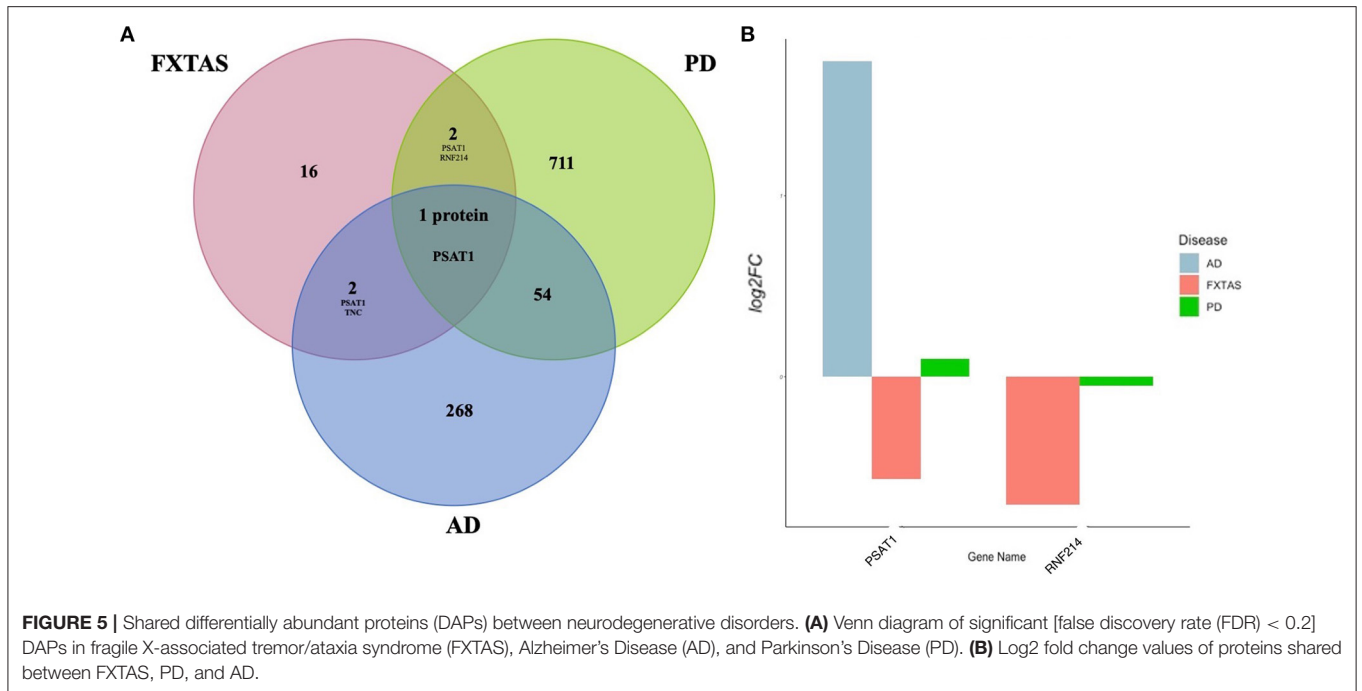 A
FXTAS
PD
2
PSAT1
RNF214
16
711
1 protein
PSAT1
2
PSAT1
TNC
54
268
AD
B
log2FC
1
0
PSAT1
RNF214
Gene Name
Disease
AD
FXTAS
PD
FIGURE 5 | Shared differentially abundant proteins (DAPs) between neurodegenerative disorders. (A) Venn diagram of significant [false discovery rate (FDR) < 0.2]
DAPs in fragile X-associated tremor/ataxia syndrome (FXTAS), Alzheimer's Disease (AD), and Parkinson's Disease (PD). (B) Log2 fold change values of proteins shared
between FXTAS, PD, and AD.